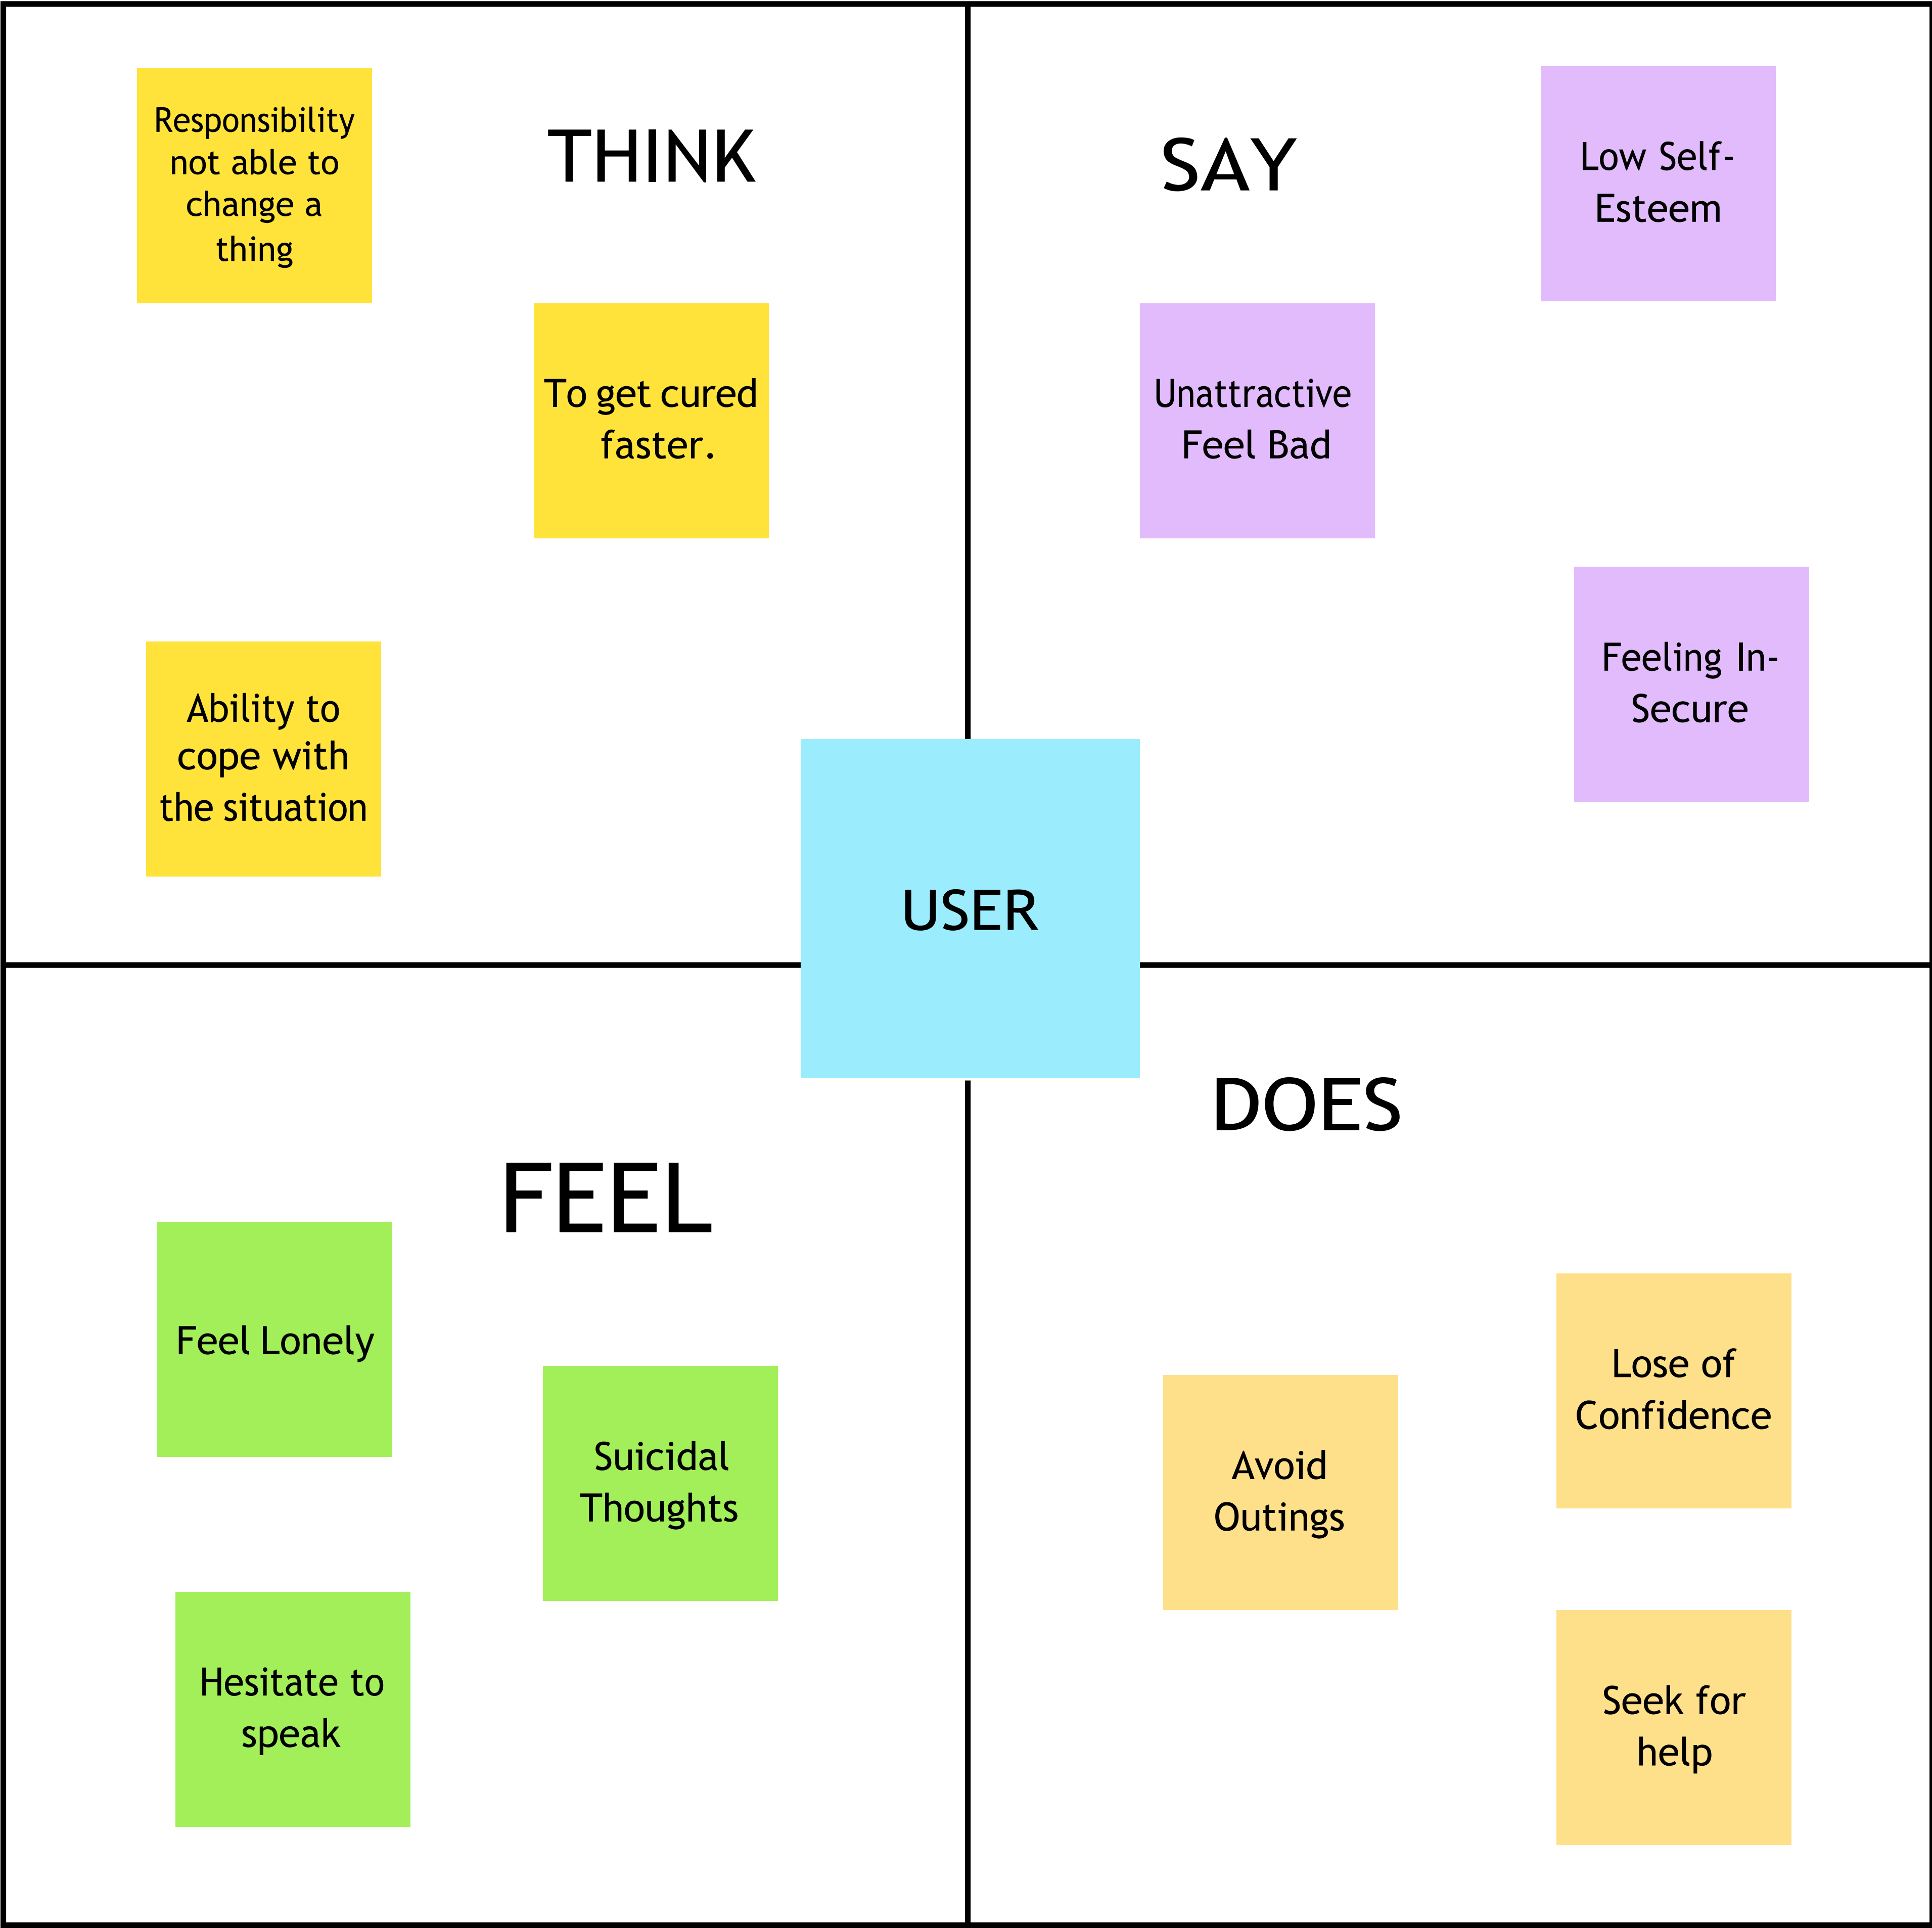 THINK
Responsibility
not able to
change a
thing
To get cured
faster.
Ability to
cope with
the situation
SAY
Low Self-
Esteem
Unattractive
Feel Bad
Feeling In-
Secure
USER
FEEL
Feel Lonely
Suicidal
Thoughts
Hesitate to
speak
DOES
Lose of
Confidence
Avoid
Outings
Seek for
help